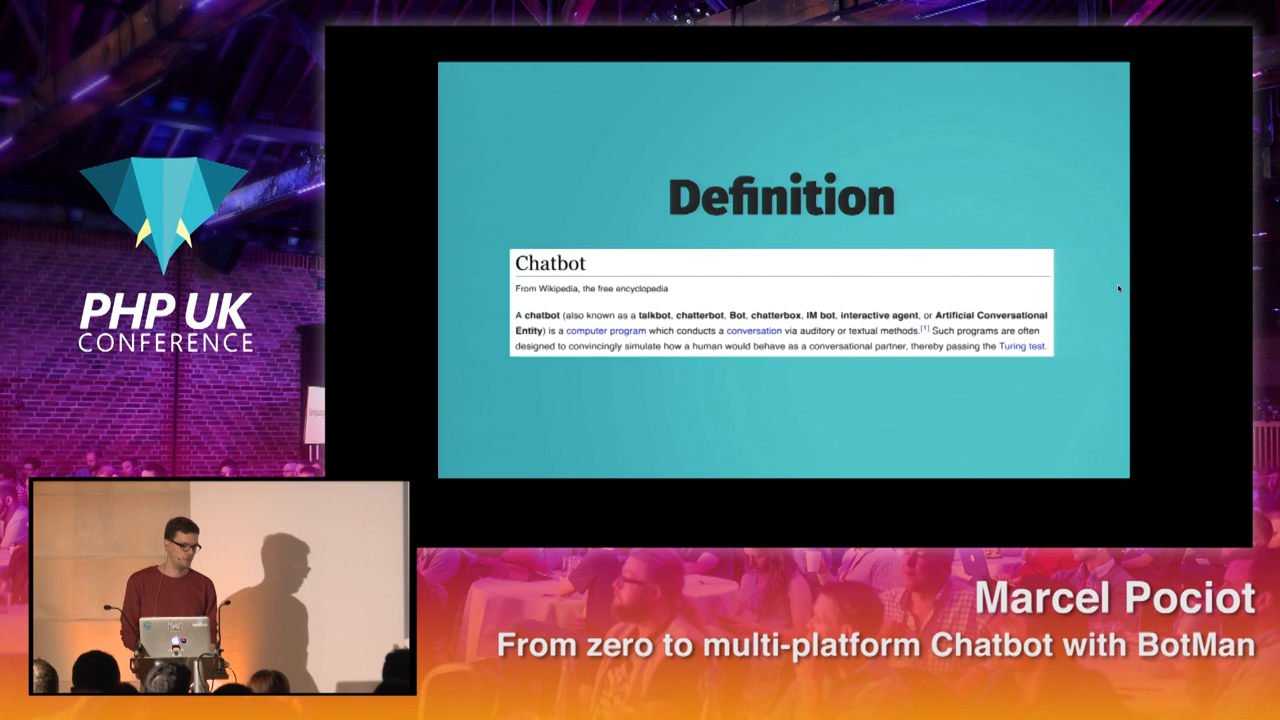 Definition
Chatbot
From Wikipedia, the free encyclopedia
A chatbot (also known as a talkbot, chatterbot, Bot, chatterbox, IM bot, interactive agent, or Artificial Conversational
Entity) is a computer program which conducts a conversation via auditory or textual methods.[1] Such programs are often
designed to convincingly simulate how a human would behave as a conversational partner, thereby passing the Turing test.
PHP UK
CONFERENCE
Marcel Pociot
From zero to multi-platform Chatbot with BotMan